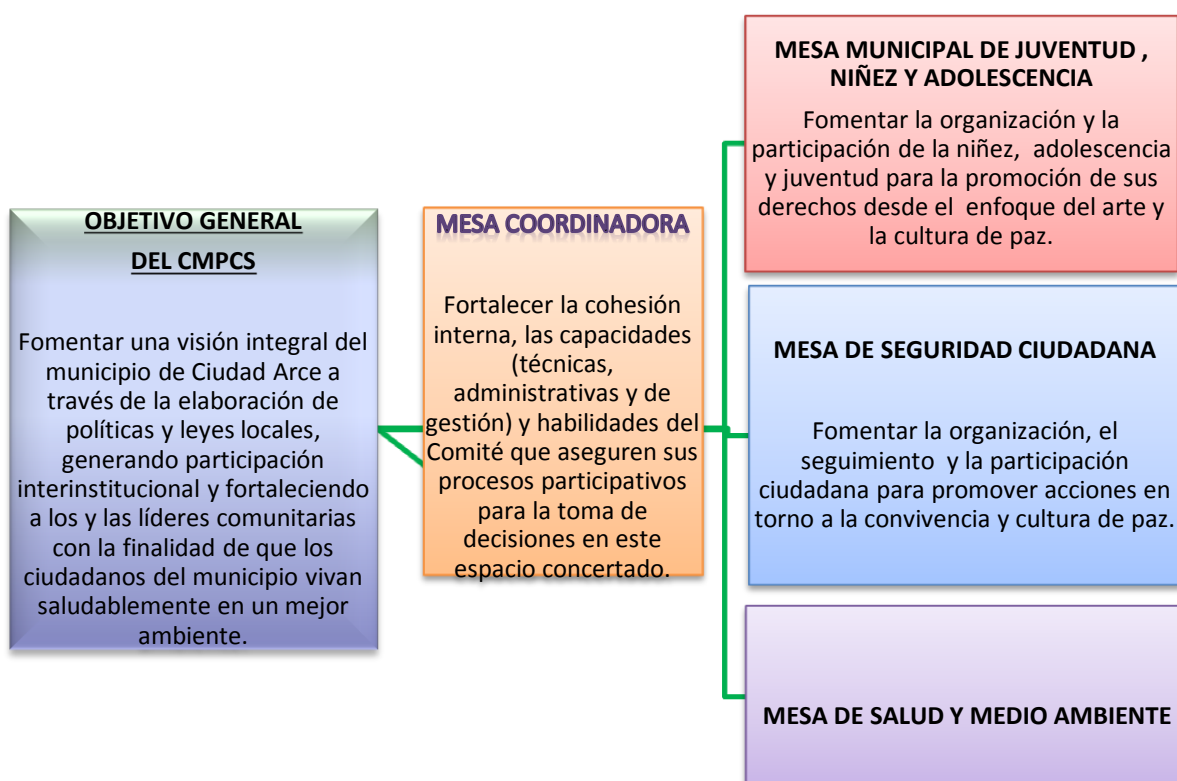 OBJETIVO GENERAL
DEL CMPCS
Fomentar una visión integral del
municipio de Ciudad Arce a
través de la elaboración de
políticas y leyes locales,
generando participación
interinstitucional y fortaleciendo
a los y las líderes comunitarias
con la finalidad de que los
ciudadanos del municipio vivan
saludablemente en un mejor
ambiente.
MESA COORDINADORA
Fortalecer la cohesión
interna, las capacidades
(técnicas,
administrativas y de
gestión) y habilidades del
Comité que aseguren sus
procesos participativos
para la toma de
decisiones en este
espacio concertado.
MESA MUNICIPAL DE JUVENTUD ,
NIÑEZ Y ADOLESCENCIA
Fomentar la organización y la
participación de la niñez, adolescencia
y juventud para la promoción de sus
derechos desde el enfoque del arte y
la cultura de paz.
MESA DE SEGURIDAD CIUDADANA
Fomentar la organización, el
seguimiento y la participación
ciudadana para promover acciones en
torno a la convivencia y cultura de paz.
MESA DE SALUD Y MEDIO AMBIENTE